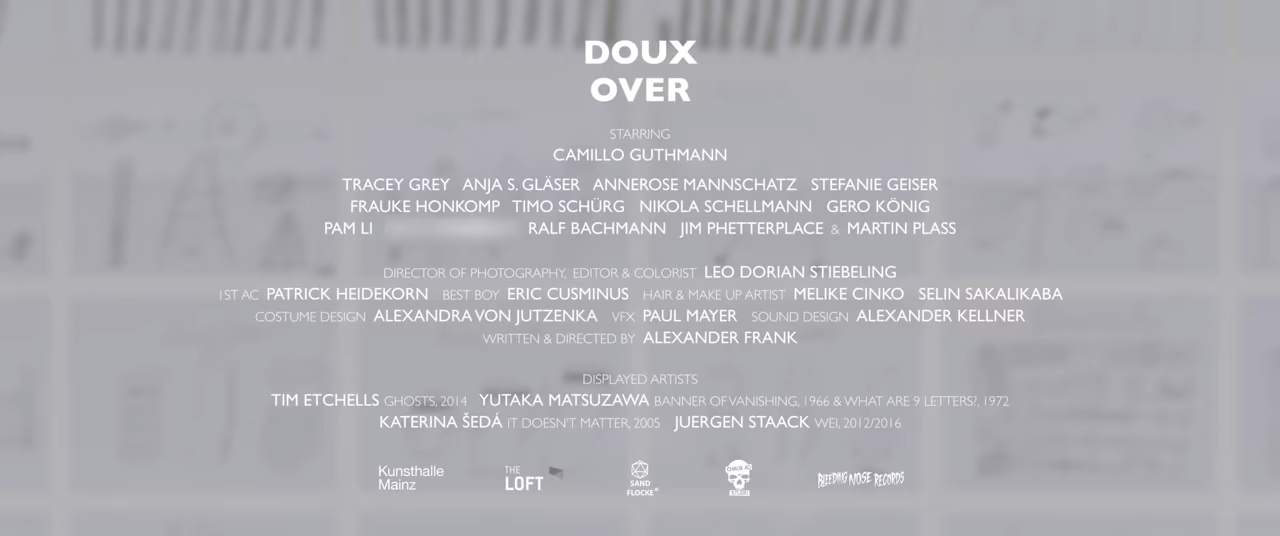 DOUX
OVER
STARRING
CAMILLO GUTHMANN
TRACEY GREY ANJA S. GLÄSER ANNEROSE MANNSCHATZ STEFANIE GEISER
FRAUKE HONKOMP TIMO SCHÜRG NIKOLA SCHELLMANN GERO KÖNIG
PAM LI RALF BACHMANN JIM PHETTERPLACE & MARTIN PLASS
DIRECTOR OF PHOTOGRAPHY, EDITOR & COLORIST LEO DORIAN STIEBELING
1ST AC PATRICK HEIDEKORN BEST BOY ERIC CUSMINUS HAIR & MAKE UP ARTIST MELIKE CINKO SELIN SAKALIKABA
COSTUME DESIGN ALEXANDRA VON JUTZENKA VFX PAUL MAYER SOUND DESIGN ALEXANDER KELLNER
WRITTEN & DIRECTED BY ALEXANDER FRANK
DISPLAYED ARTISTS
TIM ETCHELLS GHOSTS, 2014 YUTAKA MATSUZAWA BANNER OF VANISHING, 1966 & WHAT ARE 9 LETTERS?, 1972
KATERINA ŠEDÁ IT DOESN'T MATTER, 2005 JUERGEN STAACK WEI, 2012/2016
Kunsthalle
Mainz
THE
LOFT
SAND
FLOCKE®
STUDIO
BLEEDING NOSE RECORDS